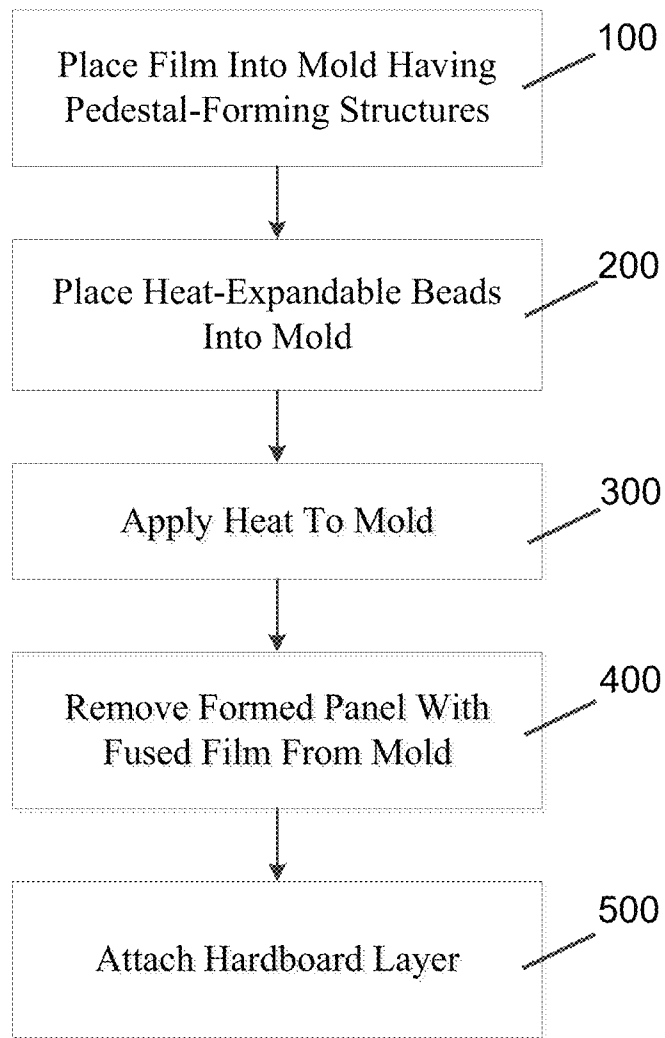 100
Place Film Into Mold Having
Pedestal-Forming Structures
200
Place Heat-Expandable Beads
Into Mold
300
Apply Heat To Mold
400
Remove Formed Panel With
Fused Film From Mold
500
Attach Hardboard Layer